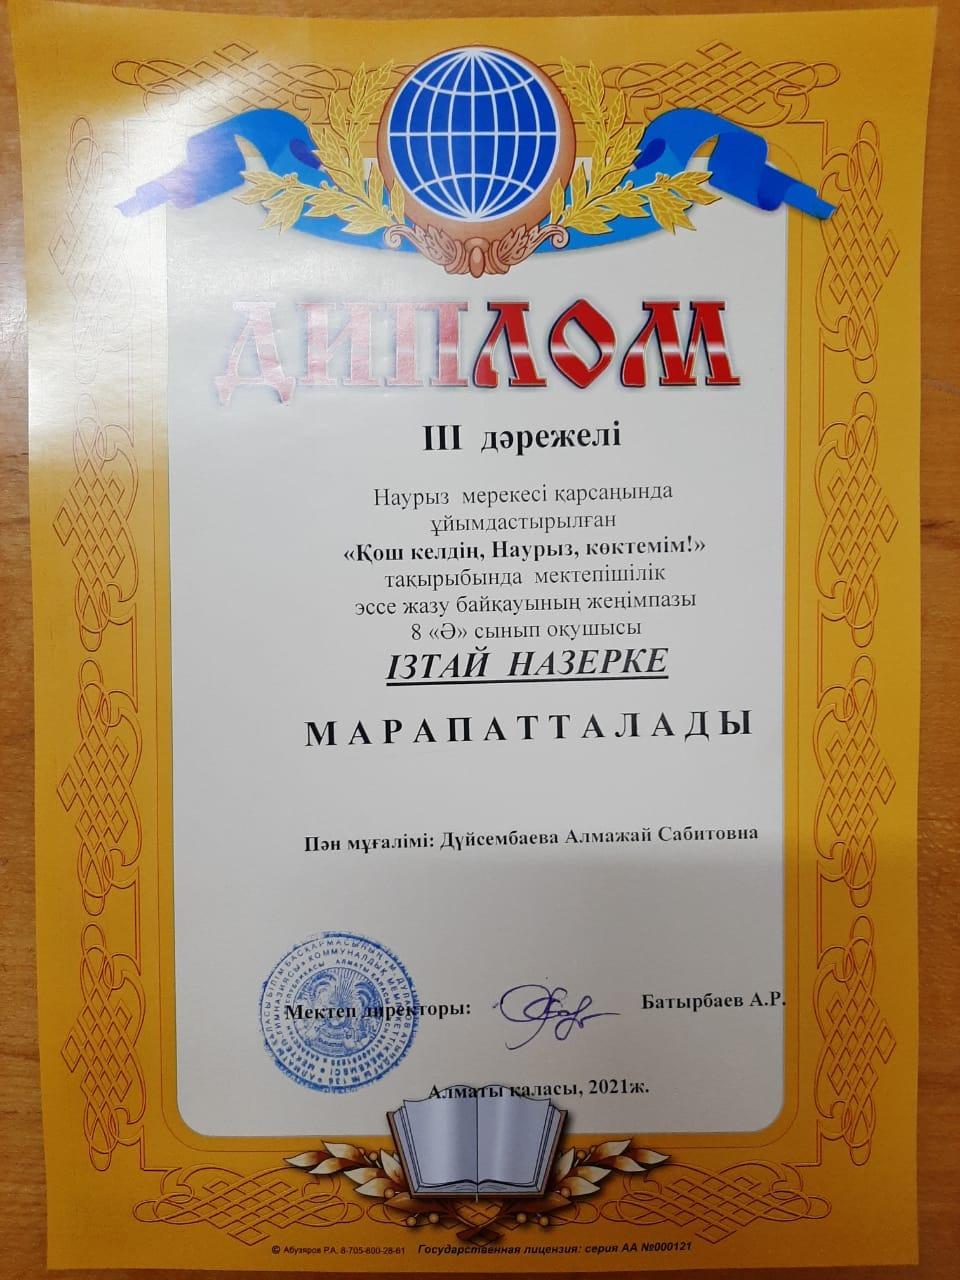 ДИПЛОМ
III дәрежелі
Наурыз мерекесі қарсаңында
ұйымдастырылған
«Қош келдің, Наурыз, көктемім!»
тақырыбында мектепішілік
эссе жазу байқауының жеңімпазы
8 «Ә» сынып оқушысы
ІЗТАЙ НАЗЕРКЕ
МАРАПАТТАЛАДЫ
Пән мұғалімі: Дүйсембаева Алмажай Сабитовна
Мектеп директоры: Батырбаев А.Р.
Алматы қаласы, 2021ж.
© Абузяров Р.А. 8-705-800-28-61 Государственная лицензия: серия АА №000121